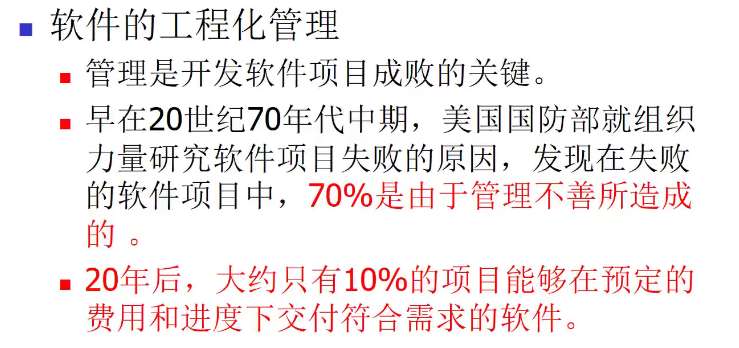 软件的工程化管理
管理是开发软件项目成败的关键。
早在20世纪70年代中期，美国国防部就组织
力量研究软件项目失败的原因，发现在失败
的软件项目中，70%是由于管理不善所造成
的 。
20年后，大约只有10%的项目能够在预定的
费用和进度下交付符合需求的软件。